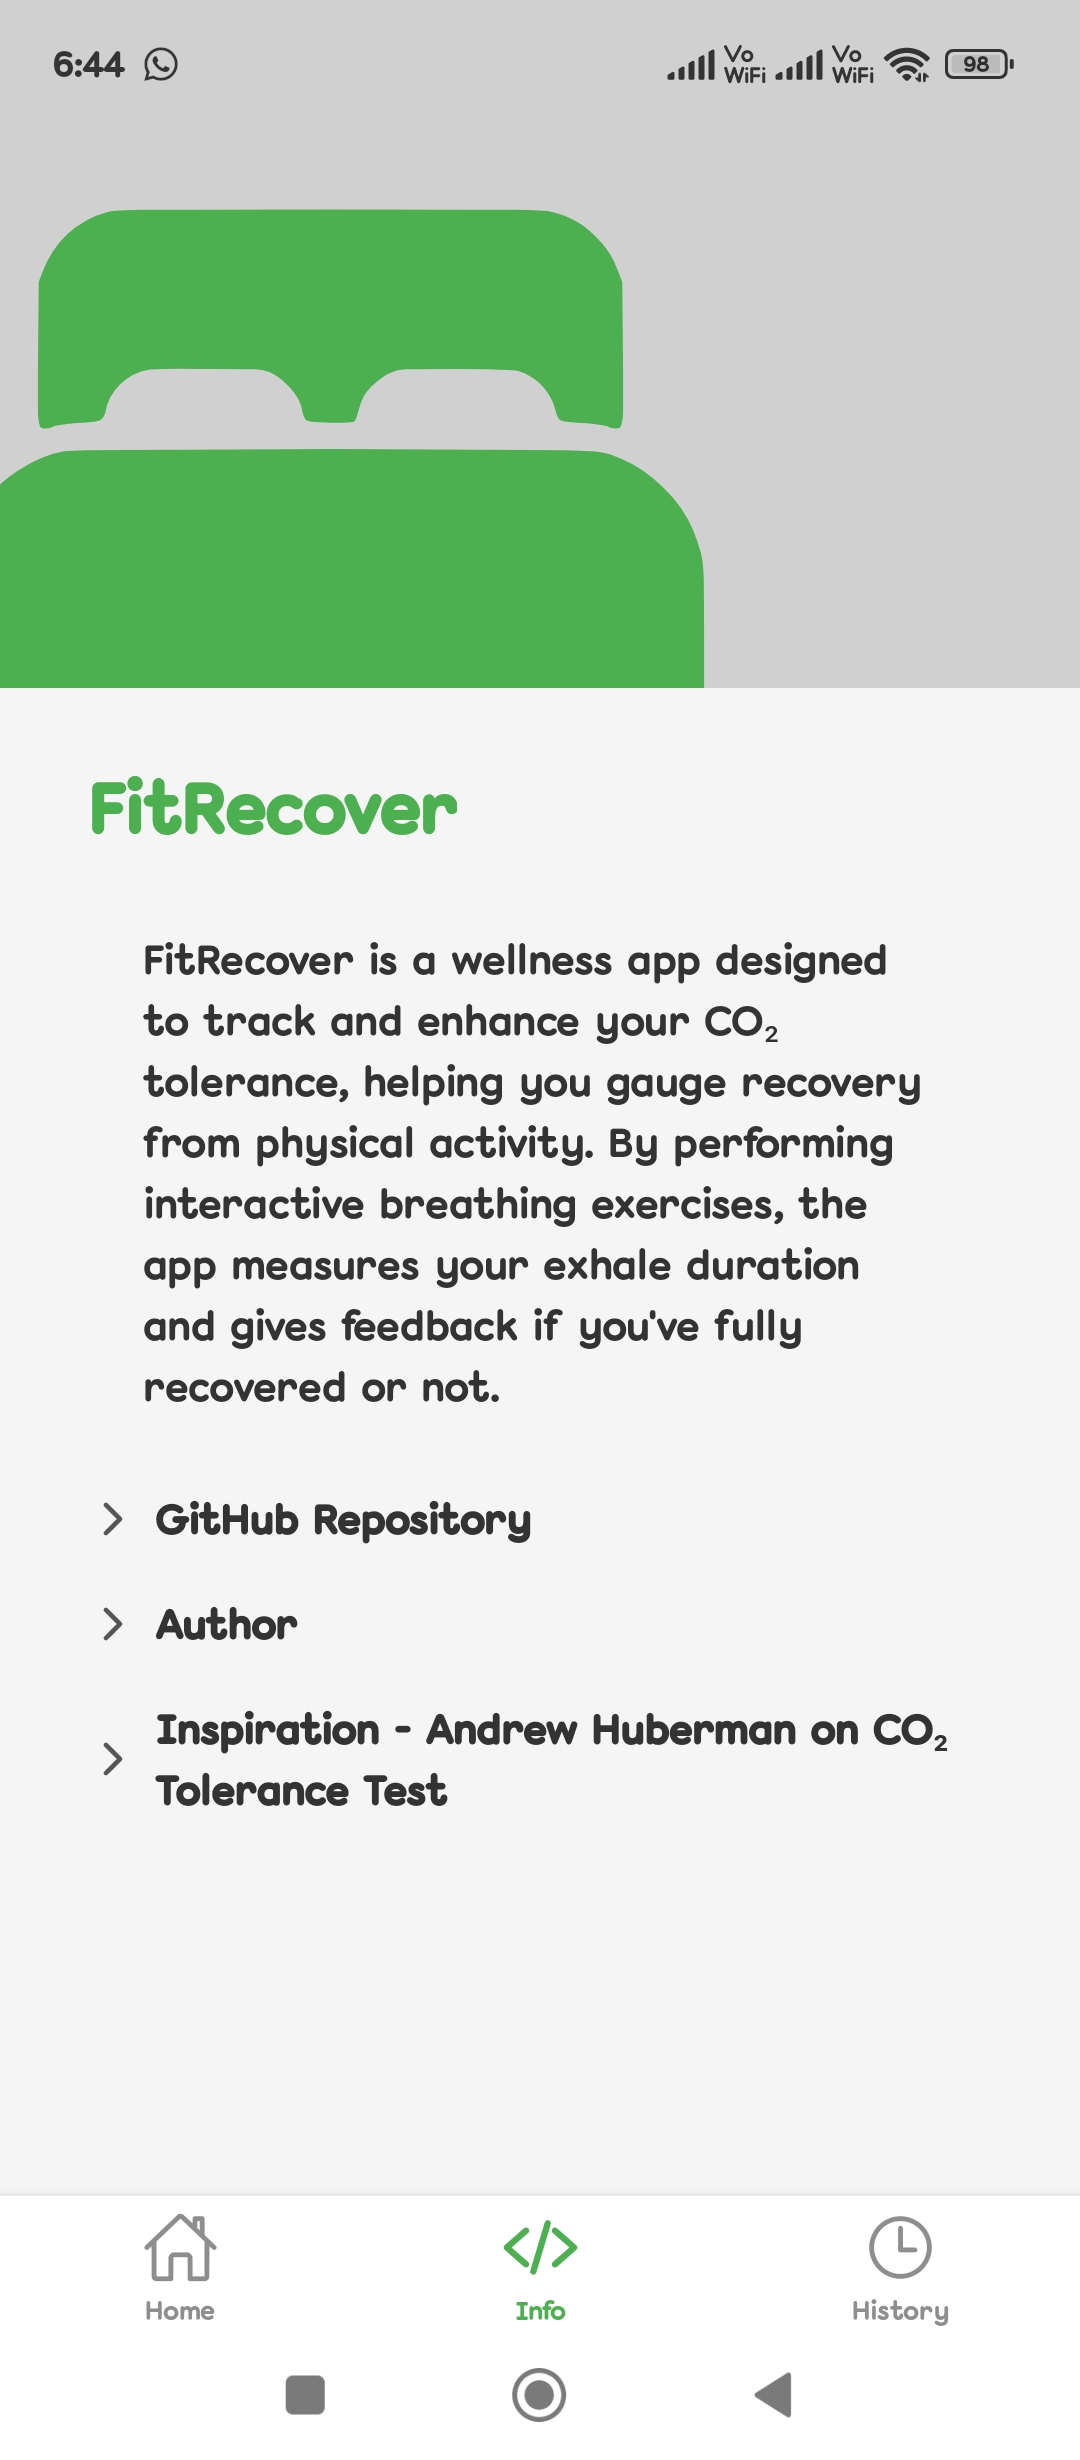 6:44
Vo WiFi Vo WiFi 98
FitRecover
FitRecover is a wellness app designed
to track and enhance your CO₂
tolerance, helping you gauge recovery
from physical activity. By performing
interactive breathing exercises, the
app measures your exhale duration
and gives feedback if you've fully
recovered or not.
GitHub Repository
Author
Inspiration - Andrew Huberman on CO₂
Tolerance Test
Home Info History